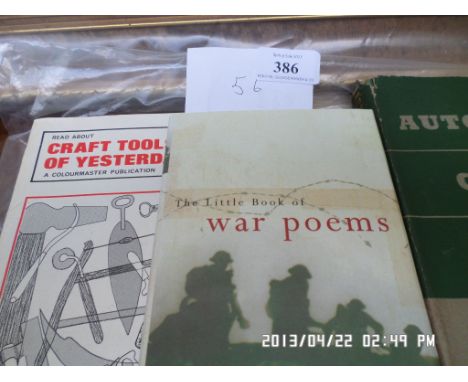 386
56
READ ABOUT
CRAFT TOOL
OF YESTERD
A COLOURMASTER PUBLICATION
The Little Book of
war poems
AUTO
2013/04/22 02:49 PM